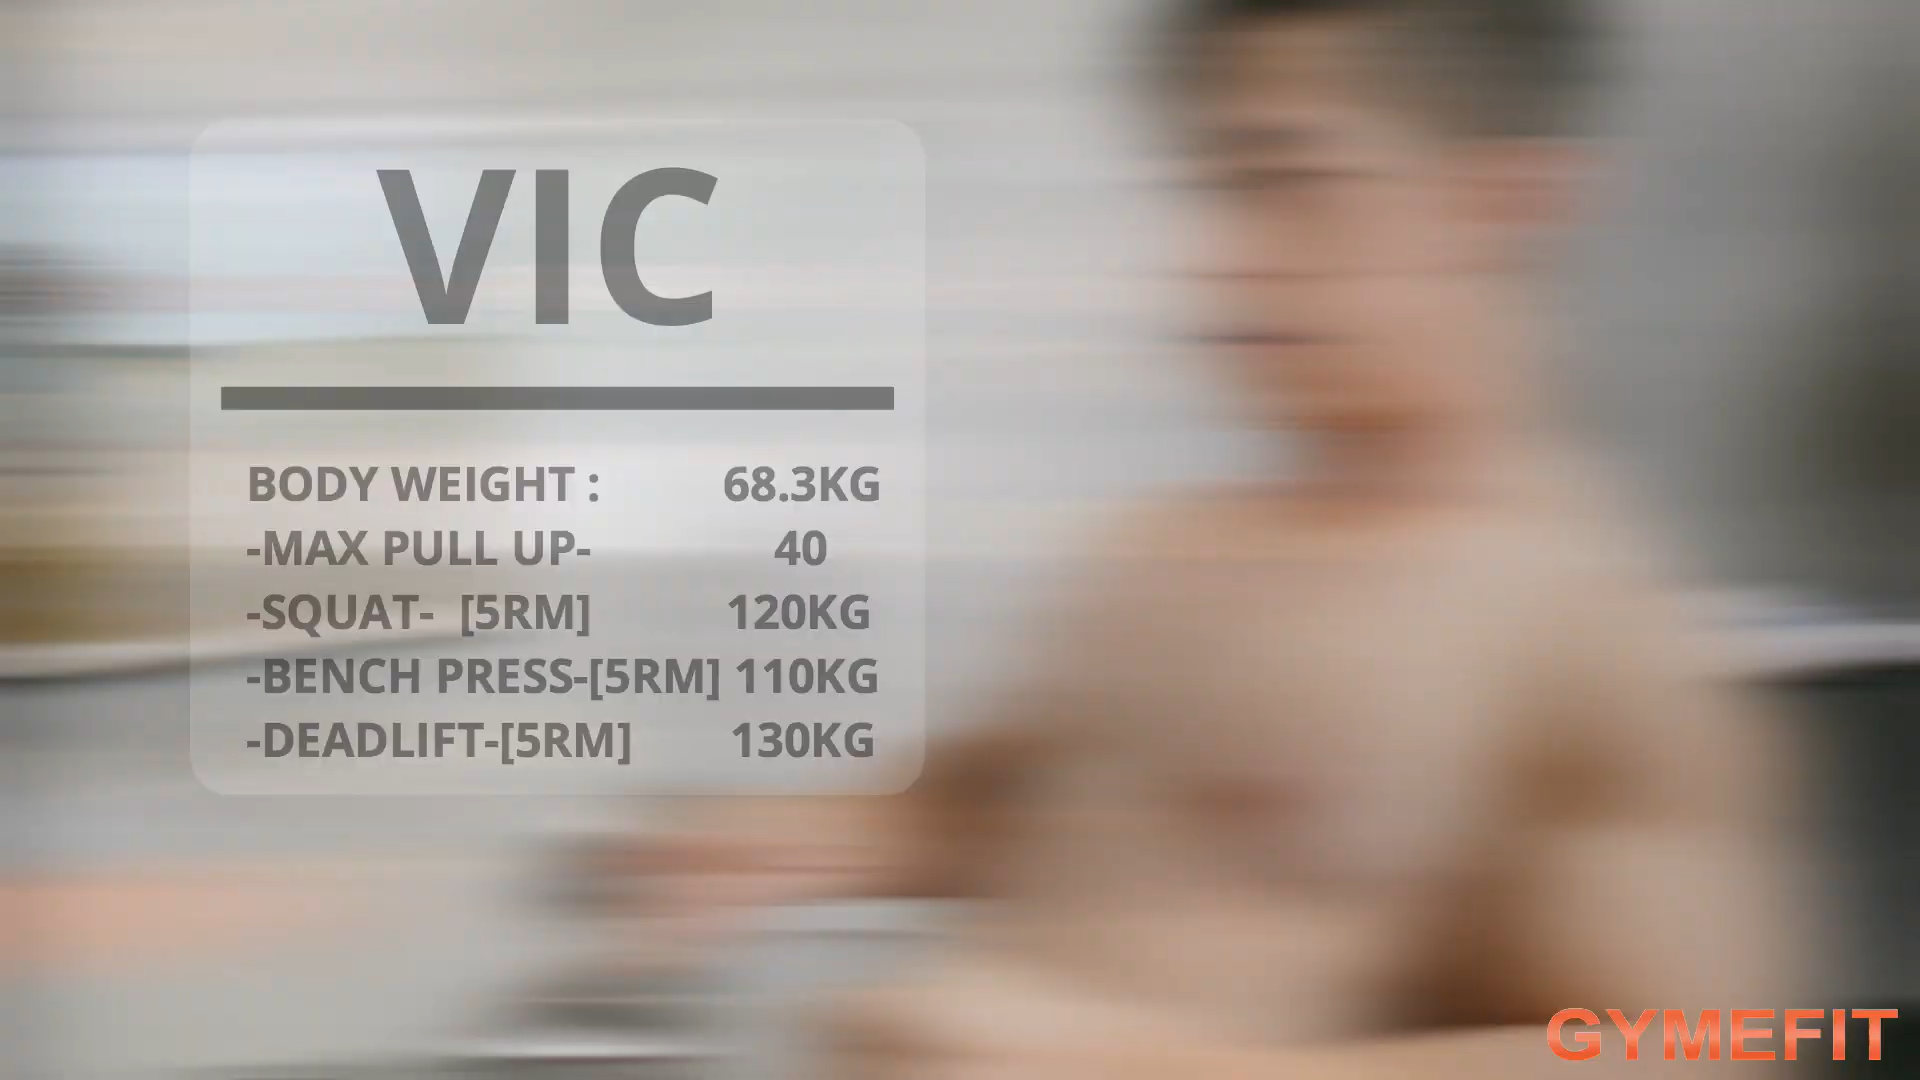 VIC
BODY WEIGHT : 68.3KG
-MAX PULL UP- 40
-SQUAT- [5RM] 120KG
-BENCH PRESS-[5RM] 110KG
-DEADLIFT-[5RM] 130KG
GYMEFIT